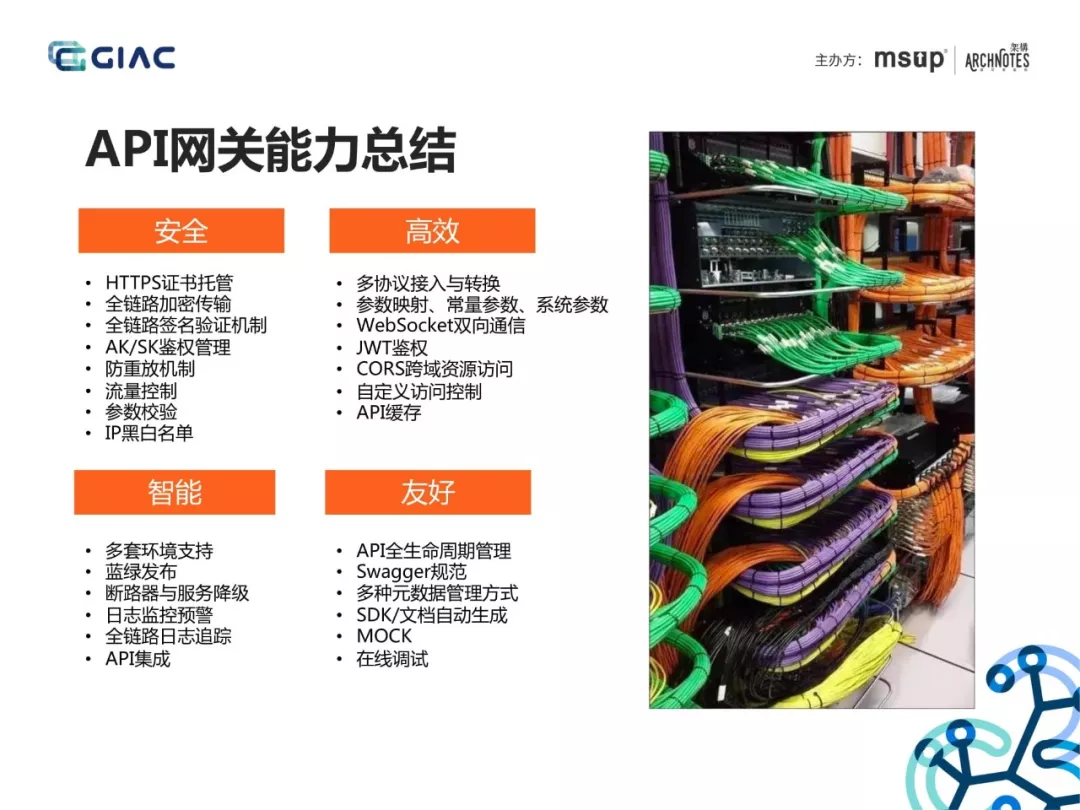 GIAC
主办方：
msup
架構
ARCHNOTES
API网关能力总结
安全
HTTPS证书托管
全链路加密传输
全链路签名验证机制
AK/SK鉴权管理
防重放机制
流量控制
参数校验
IP黑白名单
高效
多协议接入与转换
参数映射、常量参数、系统参数
WebSocket双向通信
JWT鉴权
CORS跨域资源访问
自定义访问控制
API缓存
智能
多套环境支持
蓝绿发布
断路器与服务降级
日志监控预警
全链路日志追踪
API集成
友好
API全生命周期管理
Swagger规范
多种元数据管理方式
SDK/文档自动生成
MOCK
在线调试